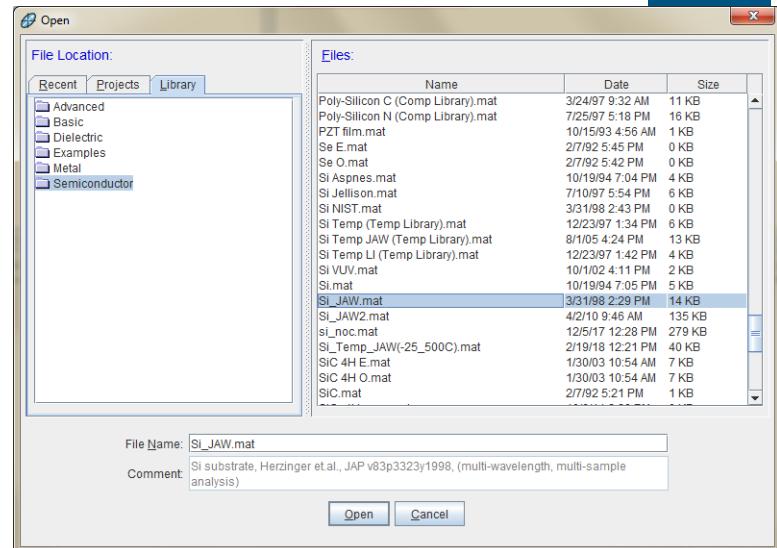 Open
File Location:
Recent Projects Library
Advanced
Basic
Dielectric
Examples
Metal
Semiconductor
Files:
Name Date Size
Poly-Silicon C (Comp Library).mat 3/24/97 9:32 AM 11 KB
Poly-Silicon N (Comp Library).mat 7/25/97 5:18 PM 16 KB
PZT film.mat 10/15/93 4:56 AM 1 KB
Se E.mat 2/7/92 5:45 PM 0 KB
Se O.mat 2/7/92 5:42 PM 0 KB
Si Aspnes.mat 10/19/94 7:04 PM 4 KB
Si Jellison.mat 7/10/97 5:54 PM 6 KB
Si NIST.mat 3/31/98 2:43 PM 0 KB
Si Temp (Temp Library).mat 12/23/97 1:34 PM 6 KB
Si Temp JAW (Temp Library).mat 8/1/05 4:24 PM 13 KB
Si Temp LI (Temp Library).mat 12/23/97 1:42 PM 4 KB
Si VUV.mat 10/1/02 4:11 PM 2 KB
Si.mat 10/19/94 7:05 PM 5 KB
Si_JAW.mat 3/31/98 2:29 PM 14 KB
Si_JAW2.mat 4/2/10 9:46 AM 135 KB
si_noc.mat 12/5/17 12:28 PM 279 KB
Si_Temp_JAW(-25_500C).mat 2/19/18 12:21 PM 40 KB
SiC 4H E.mat 1/30/03 10:54 AM 7 KB
SiC 4H O.mat 1/30/03 10:54 AM 7 KB
SiC.mat 2/7/92 5:21 PM 1 KB
File Name: Si_JAW.mat
Comment: Si substrate, Herzinger et.al., JAP v83p3323y1998, (multi-wavelength, multi-sample
analysis)
Open Cancel